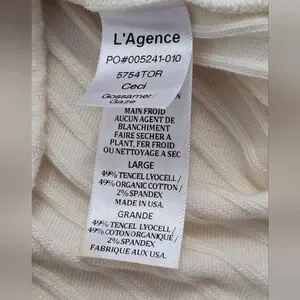 L'Agence
PO#005241-010
5754TOR
Ceci
Gossamer/
Gaze
MAIN FROID
AUCUN AGENT DE
BLANCHIMENT
FAIRE SECHER A
PLANT, FER FROID
OU NETTOYAGE A SEC
LARGE
49% TENCEL LYOCELL/
49% ORGANIC COTTON/
2% SPANDEX
MADE IN USA.
GRANDE
49% TENCEL LYOCELL/
49% COTON ORGANIQUE/
2% SPANDEX
FABRIQUE AUX USA.